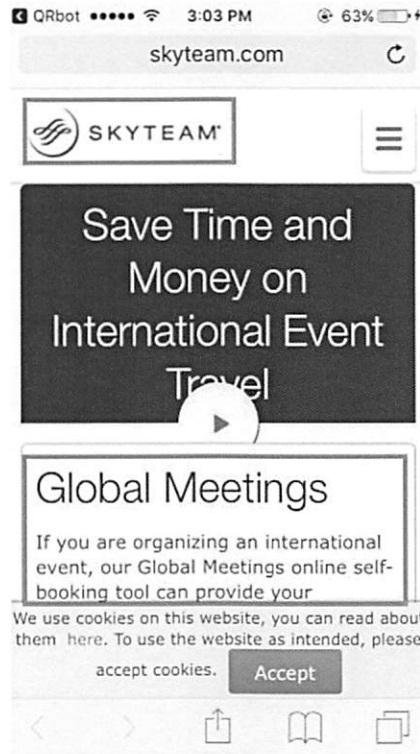 QRbot 3:03 PM 63%
skyteam.com
SKYTEAM
Save Time and
Money on
International Event
Travel
Global Meetings
If you are organizing an international
event, our Global Meetings online self-
booking tool can provide your
We use cookies on this website, you can read about
them here. To use the website as intended, please
accept cookies. Accept